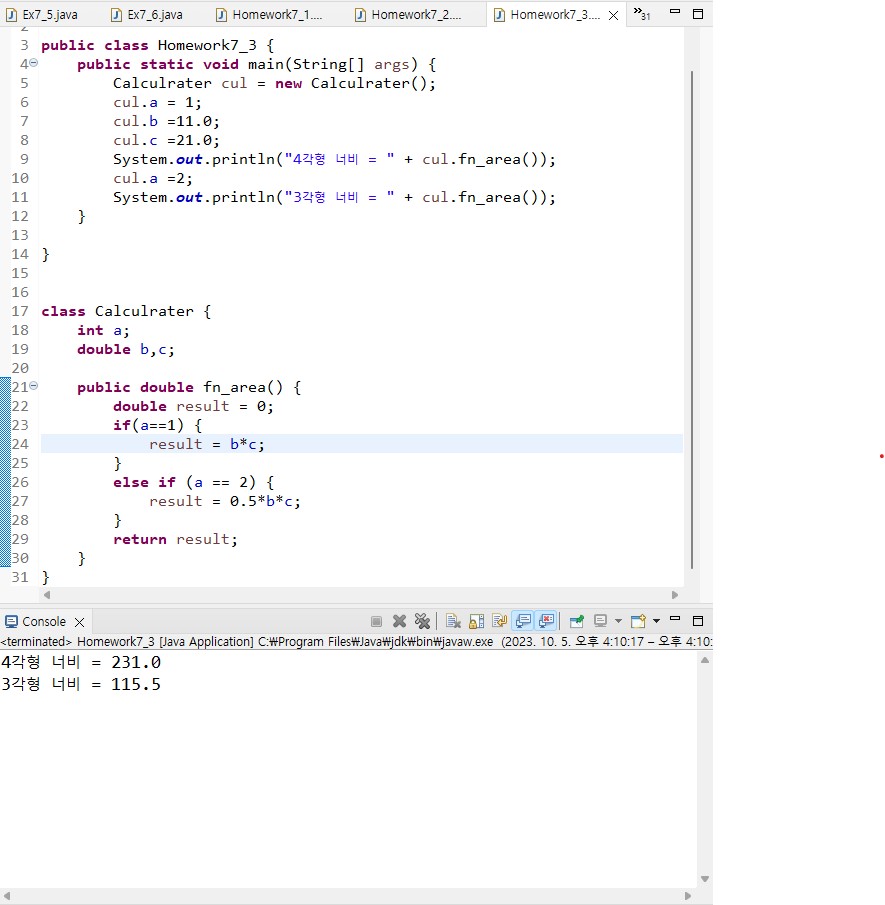 Ex7_5.java Ex7_6.java Homework7_1.... Homework7_2.... Homework7_3.... »31
2
3 public class Homework7_3 {
4 public static void main(String[] args) {
5 Calculrater cul = new Calculrater();
6 cul.a = 1;
7 cul.b =11.0;
8 cul.c =21.0;
9 System.out.println("4각형 너비 = " + cul.fn_area());
10 cul.a =2;
11 System.out.println("3각형 너비 = " + cul.fn_area());
12 }
13
14 }
15
16
17 class Calculrater {
18 int a;
19 double b,c;
20
21 public double fn_area() {
22 double result = 0;
23 if(a==1) {
24 result = b*c;
25 }
26 else if (a == 2) {
27 result = 0.5*b*c;
28 }
29 return result;
30 }
31 }
Console
<terminated> Homework7_3 [Java Application] C:₩Program Files₩Java₩jdk₩bin₩javaw.exe (2023. 10. 5. 오후 4:10:17 – 오후 4:10:
4각형 너비 = 231.0
3각형 너비 = 115.5